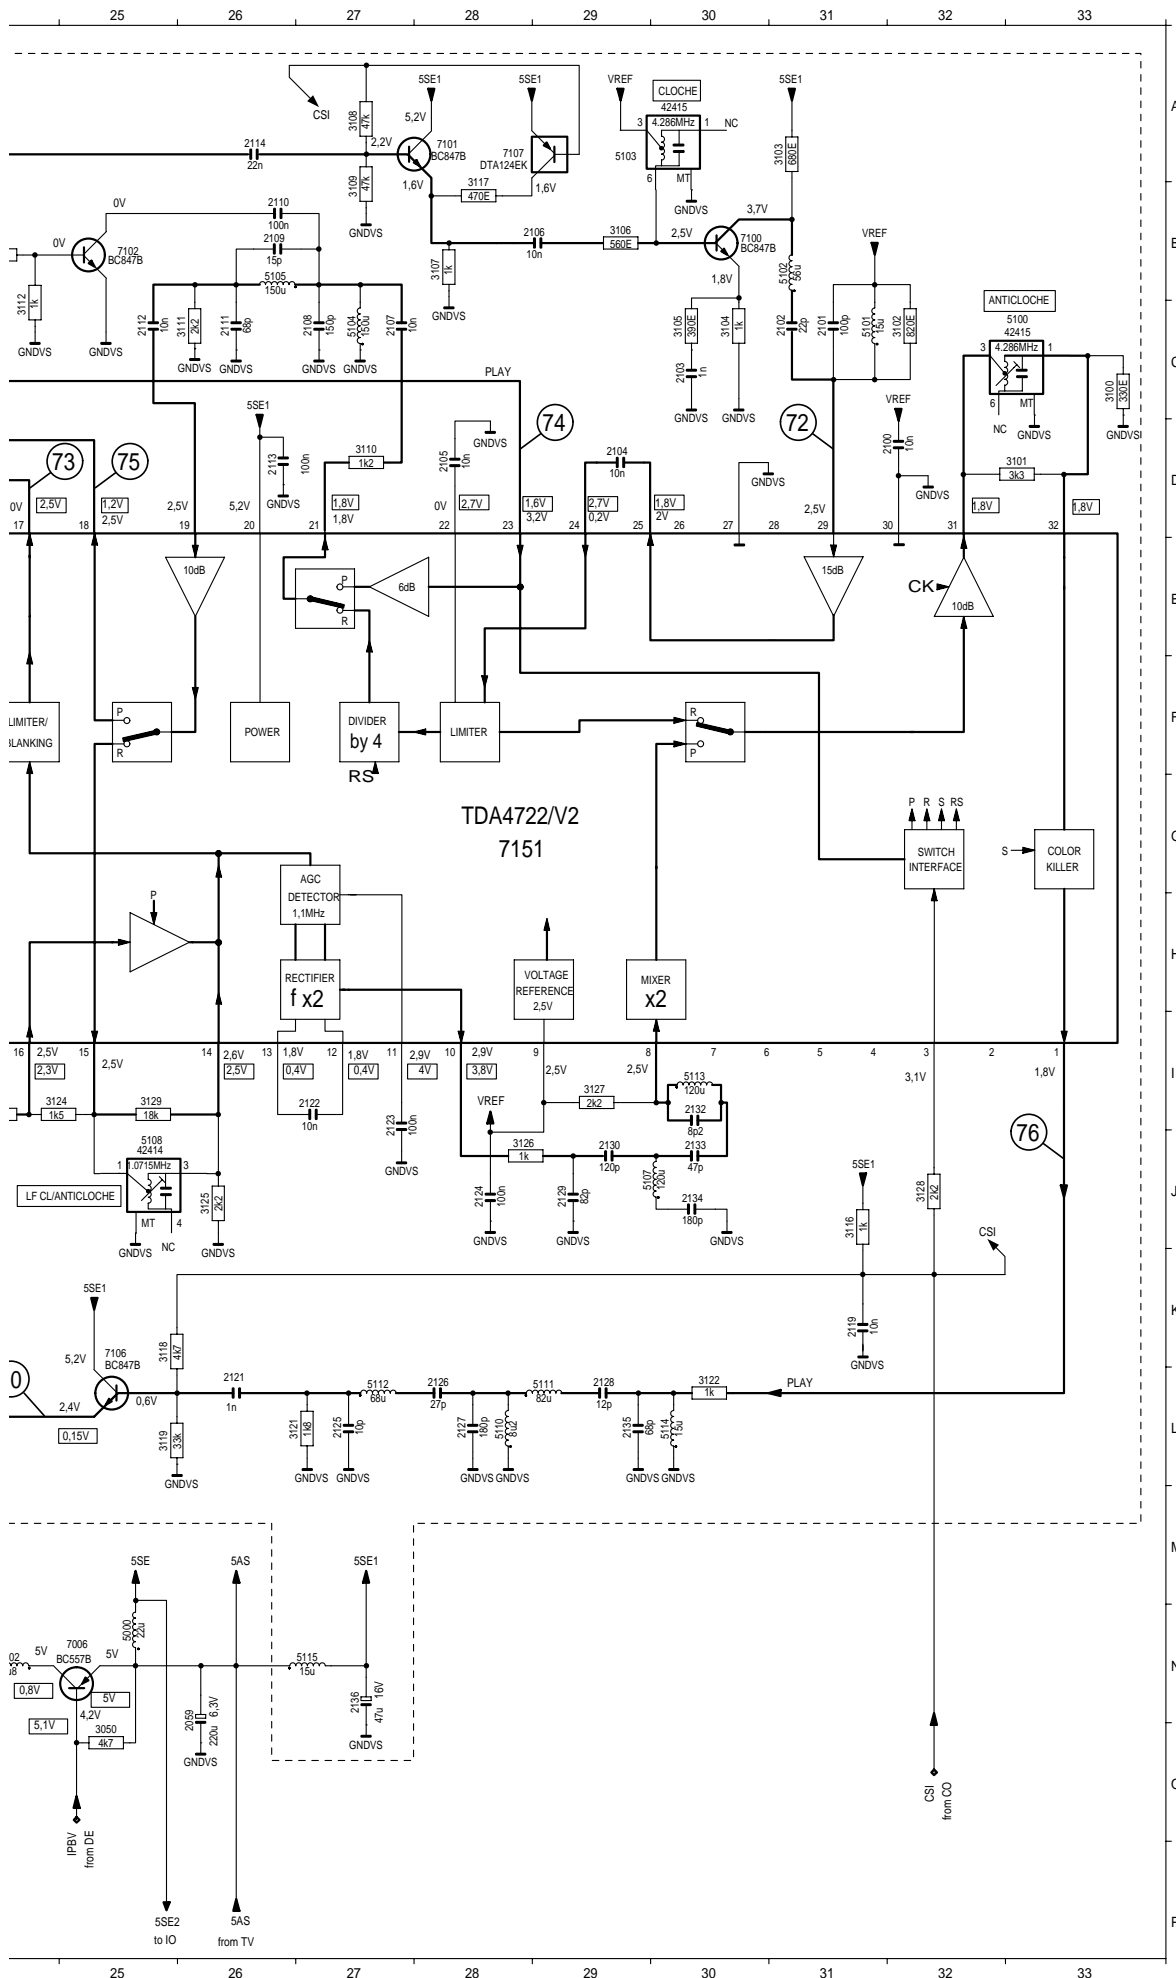 25 26 27 28 29 30 31 32 33
5SE1 5SE1 VREF CLOCHE 5SE1
A
CSI
3108 47k
5,2V
42415
3 4.286MHz 1 NC
2114
22n
2,2V
7101
BC847B
7107
DTA124EK
5103
3103 680E
3109 47k
1,6V
3117
470E
1,6V
6 MT
GNDVS
0V
2110
100n
GNDVS
3,7V
0V
7102
BC847B
2109
15p
2106
10n
3106
560E
2,5V
7100
BC847B
VREF
5105
150u
3107 1k
1,8V
5102 56u
3112 1k
2112 10n
3111 2k2
2111 68p
2108 150p
5104 150u
2107 10n
GNDVS
3105 390E
3104 1k
2102 22p
2101 100p
5101 15u
3102 820E
ANTICLOCHE
5100
42415
3 4.286MHz 1
GNDVS GNDVS GNDVS GNDVS GNDVS GNDVS
2103 1n
PLAY
GNDVS GNDVS
3100 330E
6 MT
NC GNDVS GNDVS
5SE1
VREF
73 75
2113 100n
GNDVS
3110
1k2
2105 10n
GNDVS
74
2104
10n
72
GNDVS
2100 10n
GNDVS
3101
3k3
0V 2,5V 1,2V 2,5V
2,5V 5,2V
1,8V 1,8V
0V 2,7V
1,6V 3,2V
2,7V 0,2V
1,8V 2V
2,5V
1,8V 1,8V
17 18 19 20 21 22 23 24 25 26 27 28 29 30 31 32
10dB
P
R
6dB
15dB
CK
10dB
LIMITER/
BLANKING
P
R
POWER
DIVIDER
by 4
RS
LIMITER
R
P
TDA4722/V2
7151
P R S RS
SWITCH
INTERFACE
S
COLOR
KILLER
AGC
DETECTOR
1,1MHz
P
RECTIFIER
f x2
VOLTAGE
REFERENCE
2,5V
MIXER
x2
16 15 14 13 12 11 10 9 8 7 6 5 4 3 2 1
2,5V 2,3V
2,5V
2,6V 2,5V
1,8V 0,4V
1,8V 0,4V
2,9V 4V
2,9V 3,8V
2,5V
2,5V
3,1V
1,8V
3124
1k5
3129
18k
2122
10n
2123 100n
GNDVS
VREF
3127
2k2
5113
120u
2132
8p2
5108
42414
1 1.0715MHz 3
LF CL/ANTICLOCHE
MT 4
GNDVS NC
3125 2k2
GNDVS
3126
1k
2130
120p
2133
47p
2124 100n
GNDVS
2129 82p
GNDVS
5107 120u
2134
180p
GNDVS
76
5SE1
3116 1k
3128 2k2
CSI
2119 10n
GNDVS
5SE1
5,2V
7106
BC847B
3118 4k7
0,6V
2,4V
0,15V
3119 33k
GNDVS
2121
1n
3121 1k8
GNDVS
2125 10p
GNDVS
5112
68u
2126
27p
2127 180p
GNDVS
5110 8u2
GNDVS
5111
82u
2128
12p
2135 68p
GNDVS
5114 15u
GNDVS
3122
1k
PLAY
5SE 5AS 5SE1
5000 22u
7006
BC557B
5V 5V
0,8V
5V
5,1V
4,2V
3050
4k7
2059 220u 6,3V
GNDVS
5115
15u
2136 47u 16V
GNDVS
IPBV
from DE
CSI
from CO
5SE2
to IO
5AS
from TV
25 26 27 28 29 30 31 32 33